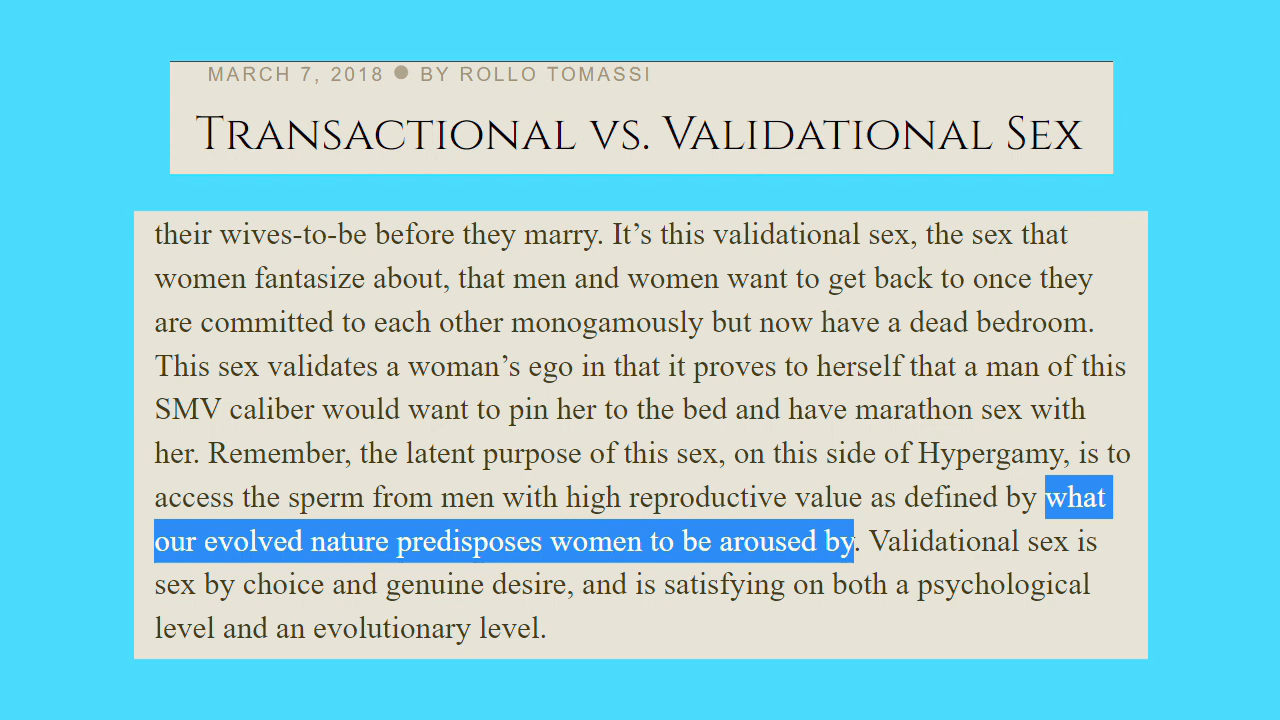 MARCH 7, 2018 ● BY ROLLO TOMASSI
Transactional vs. Validational Sex
their wives-to-be before they marry. It’s this validational sex, the sex that
women fantasize about, that men and women want to get back to once they
are committed to each other monogamously but now have a dead bedroom.
This sex validates a woman’s ego in that it proves to herself that a man of this
SMV caliber would want to pin her to the bed and have marathon sex with
her. Remember, the latent purpose of this sex, on this side of Hypergamy, is to
access the sperm from men with high reproductive value as defined by what
our evolved nature predisposes women to be aroused by. Validational sex is
sex by choice and genuine desire, and is satisfying on both a psychological
level and an evolutionary level.